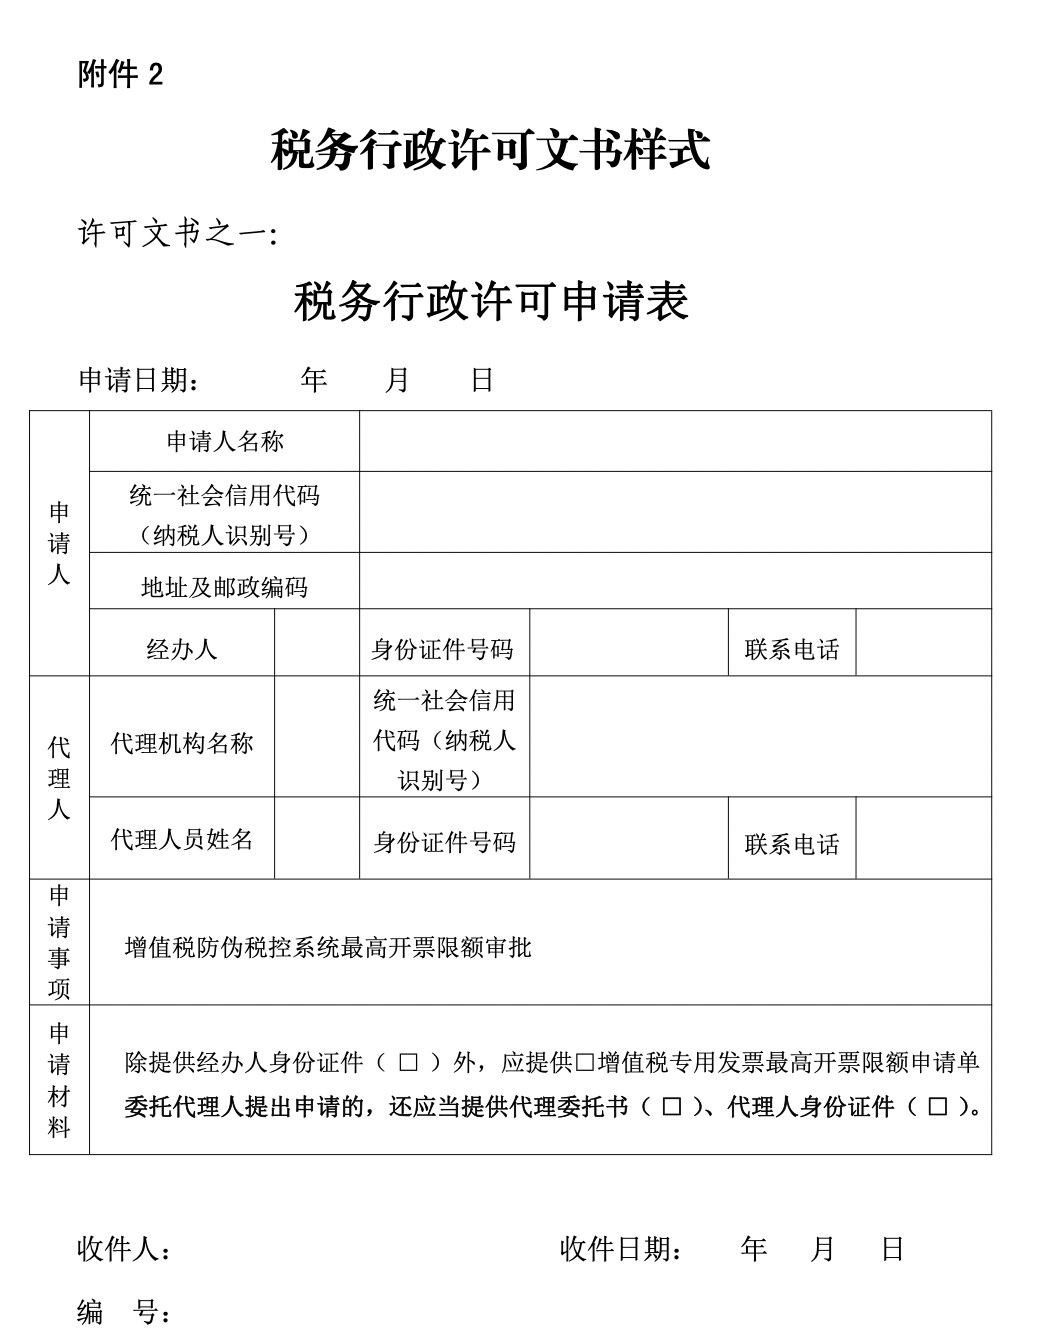 附件 2
税务行政许可文书样式
许可文书之一:
税务行政许可申请表
申请日期： 年 月 日
申请人
申请人名称
统一社会信用代码
（纳税人识别号）
地址及邮政编码
经办人 身份证件号码 联系电话
代理人
代理机构名称
统一社会信用
代码（纳税人
识别号）
代理人员姓名 身份证件号码 联系电话
申请事项
增值税防伪税控系统最高开票限额审批
申请材料
除提供经办人身份证件（ □ ）外，应提供□增值税专用发票最高开票限额申请单
委托代理人提出申请的，还应当提供代理委托书（ □ ）、代理人身份证件（ □ ）。
收件人： 收件日期： 年 月 日
编 号：